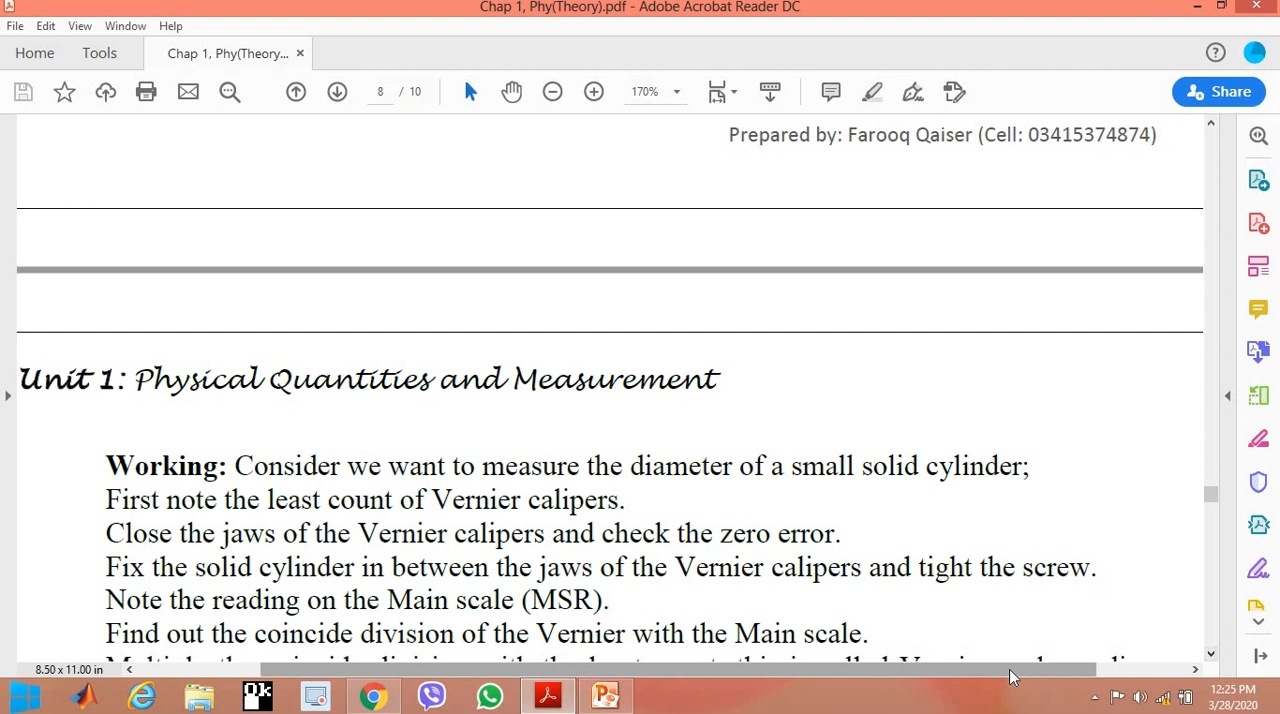 Chap 1, Phy(Theory).pdf - Adobe Acrobat Reader DC
File Edit View Window Help
Home Tools Chap 1, Phy(Theory... ×
8 / 10 170% Share
Prepared by: Farooq Qaiser (Cell: 03415374874)
Unit 1: Physical Quantities and Measurement
Working: Consider we want to measure the diameter of a small solid cylinder;
First note the least count of Vernier calipers.
Close the jaws of the Vernier calipers and check the zero error.
Fix the solid cylinder in between the jaws of the Vernier calipers and tight the screw.
Note the reading on the Main scale (MSR).
Find out the coincide division of the Vernier with the Main scale.
8.50 x 11.00 in
12:25 PM
3/28/2020